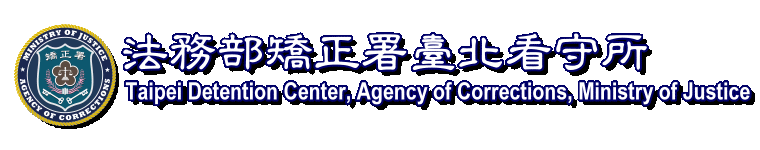 MINISTRY OF JUSTICE
矯正署
AGENCY OF CORRECTIONS
法務部矯正署臺北看守所
Taipei Detention Center, Agency of Corrections, Ministry of Justice